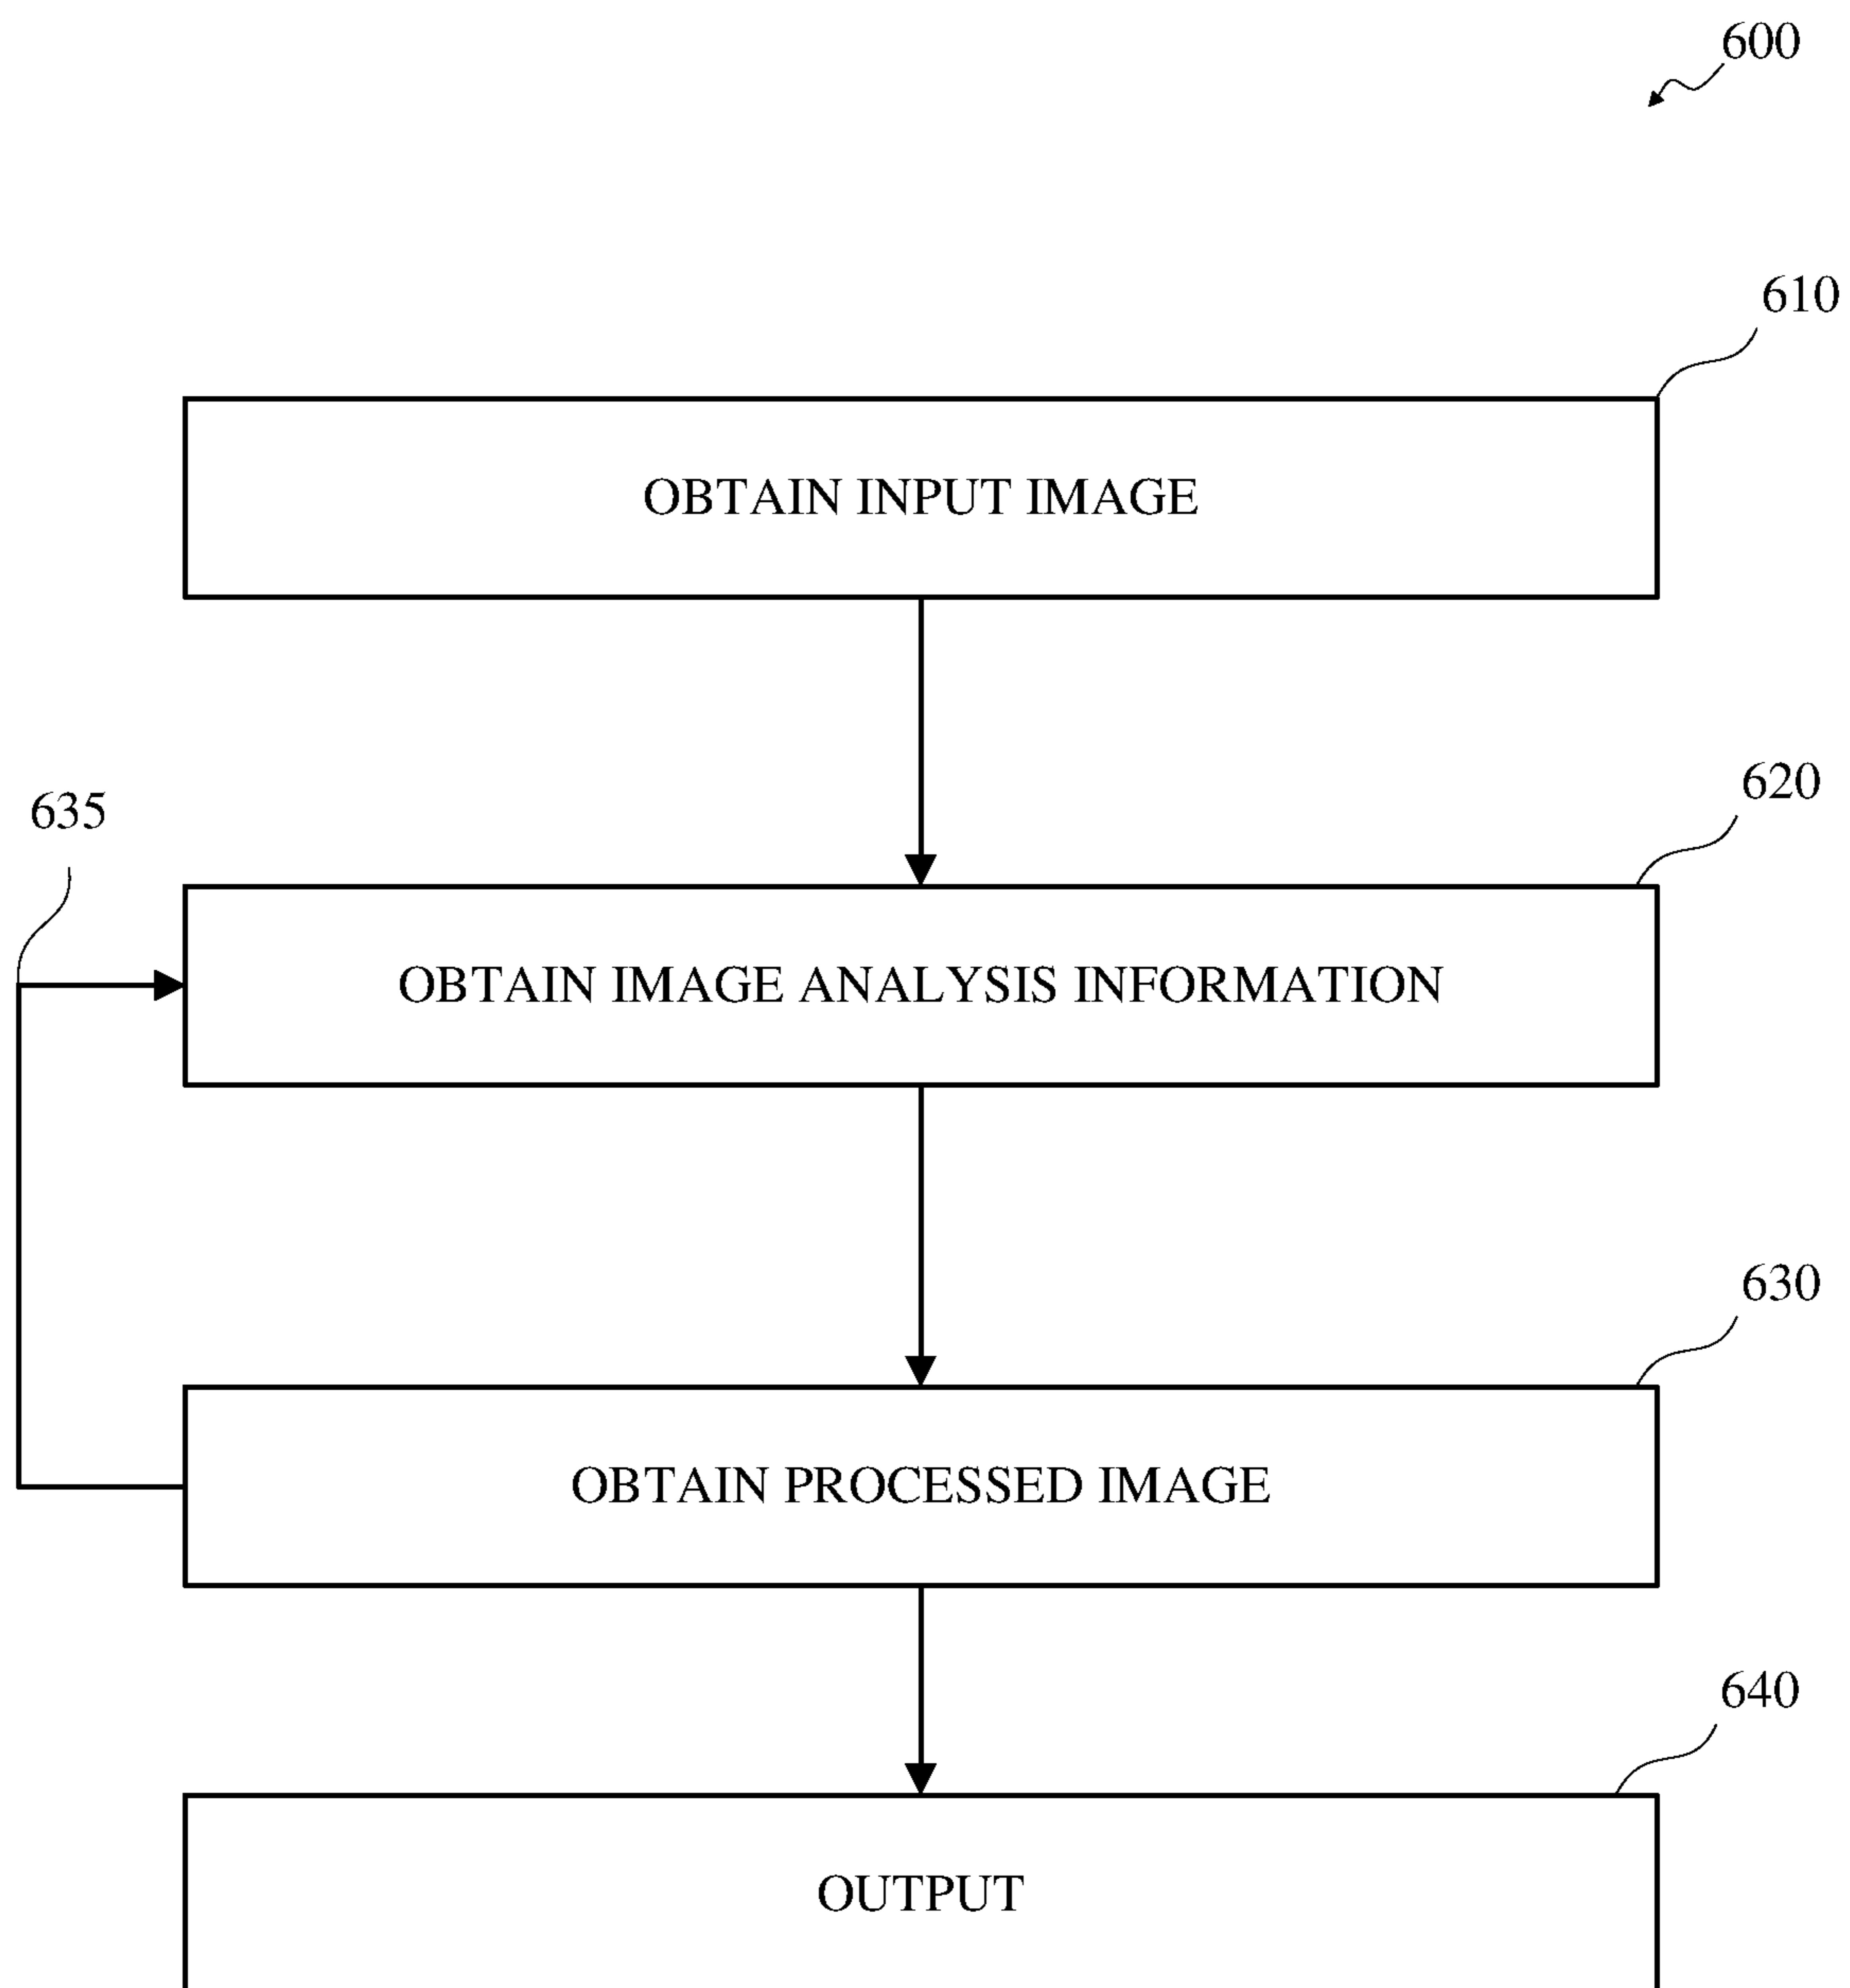 600
610
OBTAIN INPUT IMAGE
620
635
OBTAIN IMAGE ANALYSIS INFORMATION
630
OBTAIN PROCESSED IMAGE
640
OUTPUT